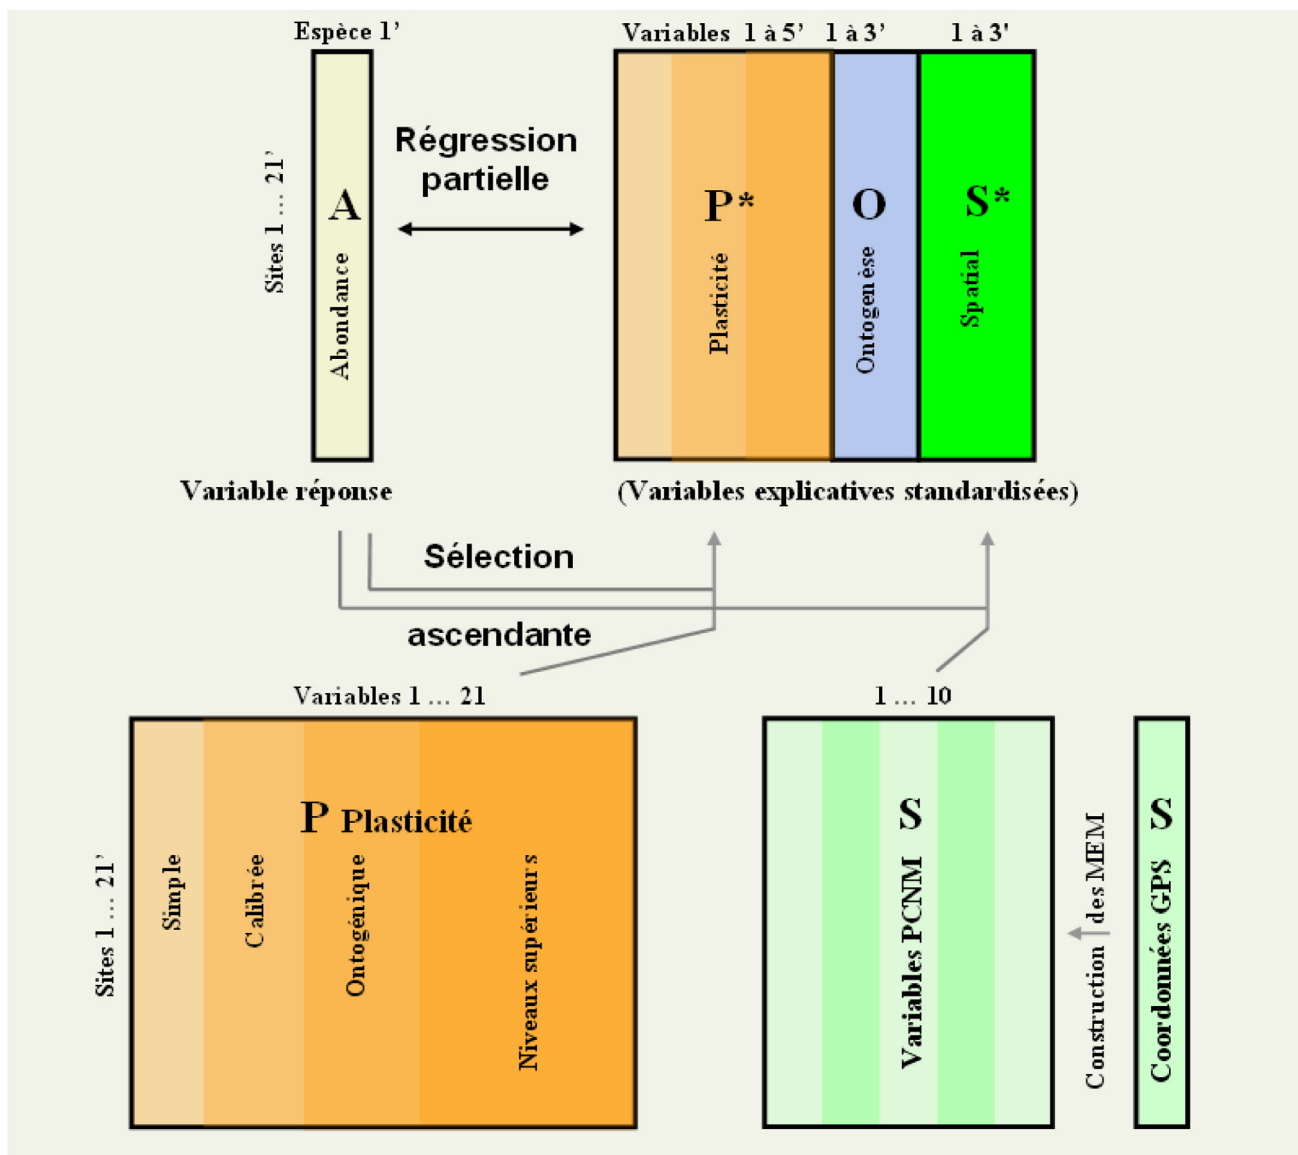 Espèce 1’
Variables 1 à 5’ 1 à 3’ 1 à 3'
Sites 1 ... 21’
A
Abondance
Régression
partielle
P*
Plasticité
O
Ontogenèse
S*
Spatial
Variable réponse
(Variables explicatives standardisées)
Sélection
ascendante
Variables 1 ... 21
1 ... 10
Sites 1 ... 21’
P Plasticité
Simple
Calibrée
Ontogénique
Niveaux supérieurs
S
Variables PCNM
Construction des MEM
S
Coordonnées GPS